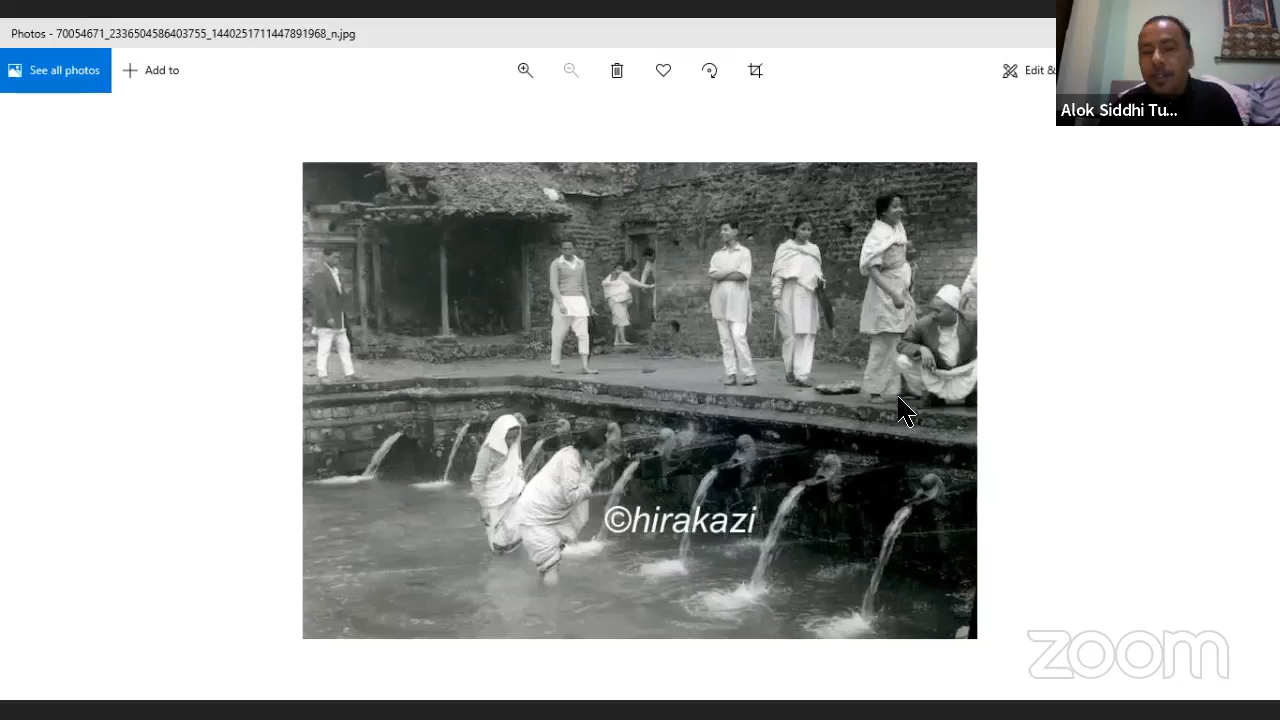 Photos - 70054671_2336504586403755_1440251711447891968_n.jpg
See all photos
Add to
Edit &
Alok Siddhi Tu...
©hirakazi
zoom